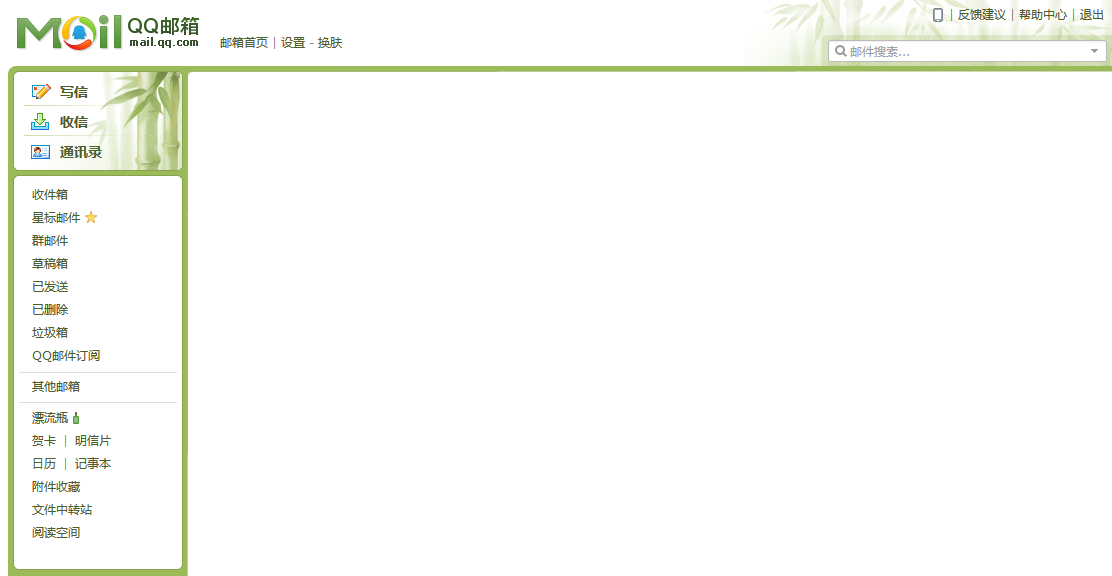 Mail QQ邮箱
mail.qq.com
邮箱首页 | 设置 - 换肤
| 反馈建议 | 帮助中心 | 退出
邮件搜索...
写信
收信
通讯录
收件箱
星标邮件
群邮件
草稿箱
已发送
已删除
垃圾箱
QQ邮件订阅
其他邮箱
漂流瓶
贺卡 | 明信片
日历 | 记事本
附件收藏
文件中转站
阅读空间